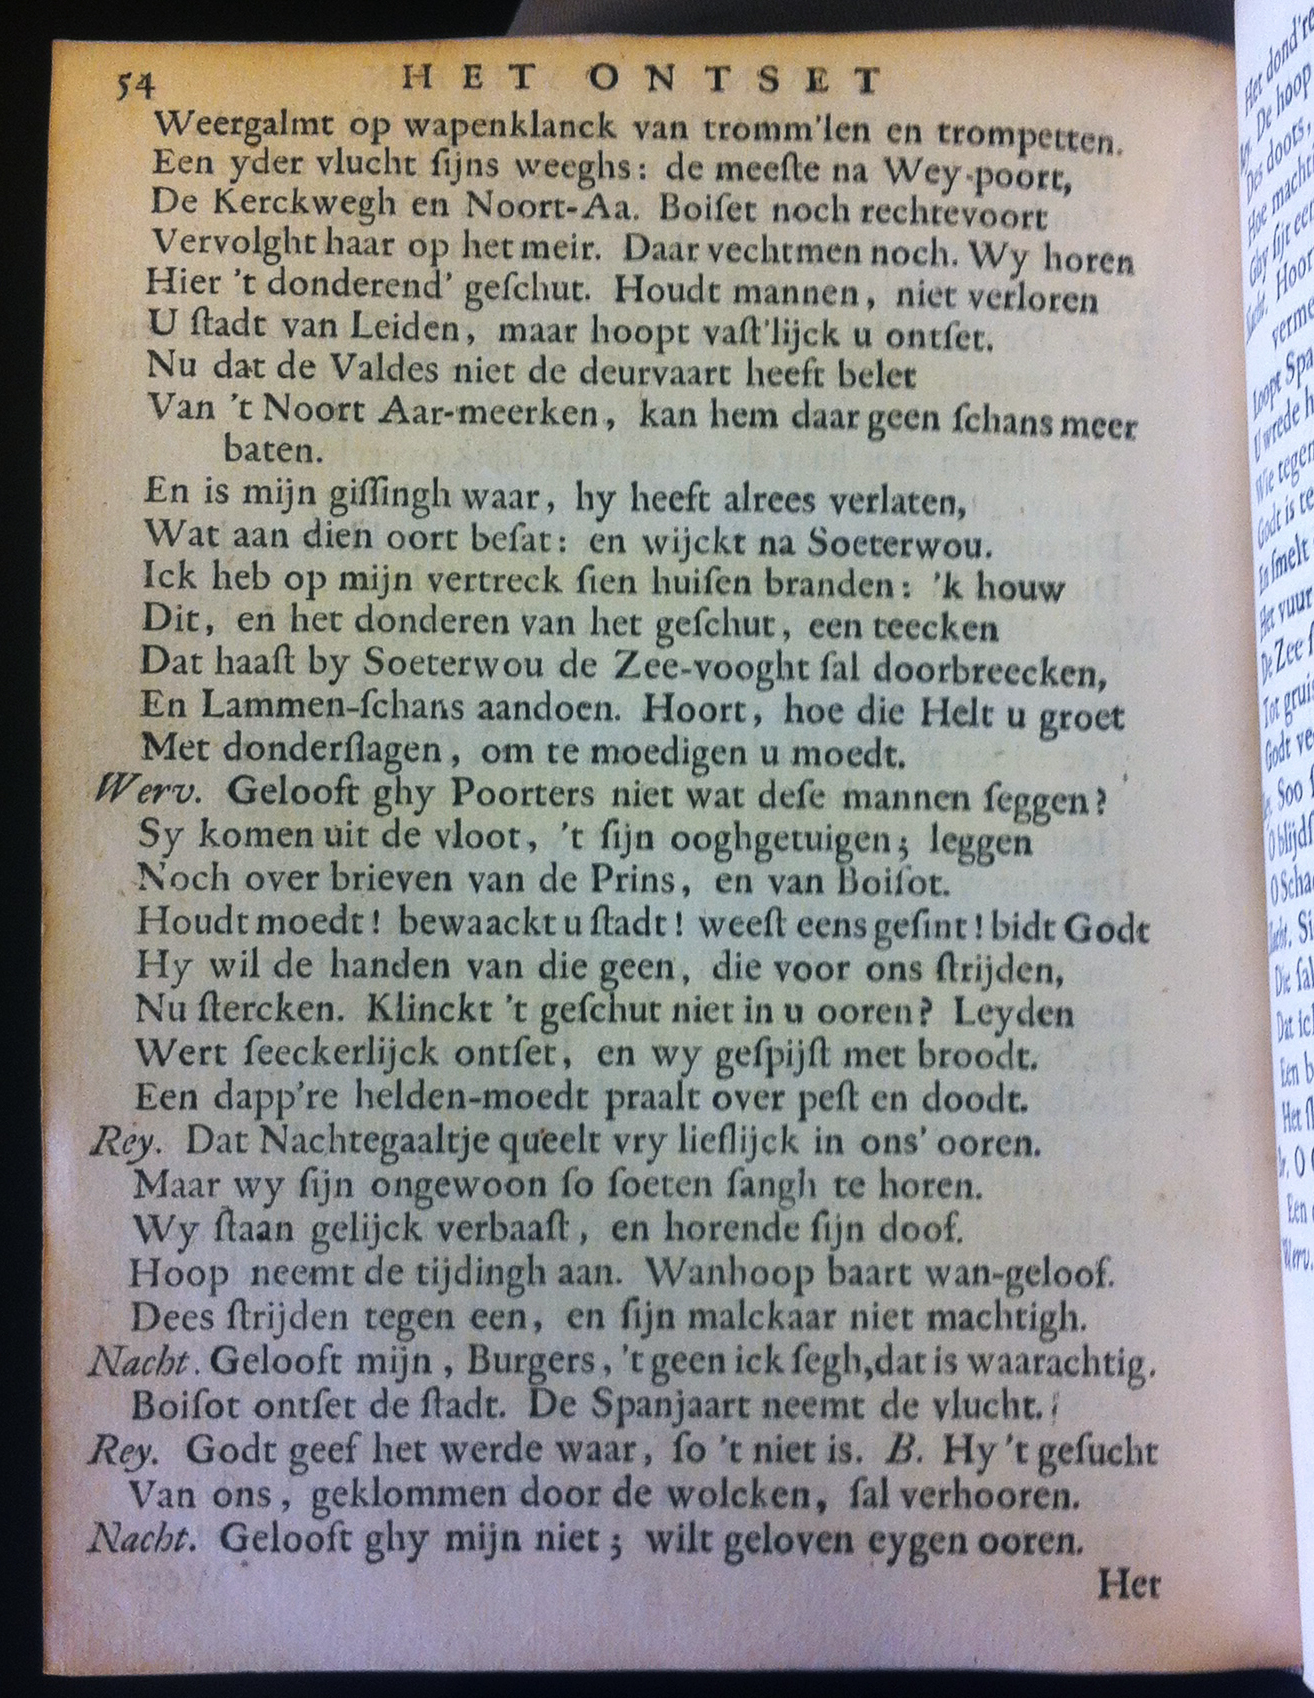 54 HET ONTSET
Weergalmt op wapenklanck van tromm'len en trompetten.
Een yder vlucht ſijns weeghs: de meeſte na Wey-poort,
De Kerckwegh en Noort-Aa. Boiſet noch rechtevoort
Vervolght haar op het meir. Daar vechtmen noch. Wy horen
Hier 't donderend' geſchut. Houdt mannen, niet verloren
U ſtadt van Leiden, maar hoopt vaſt'lijck u ontſet.
Nu dat de Valdes niet de deurvaart heeft belet
Van 't Noort Aar-meerken, kan hem daar geen ſchans meer
baten.
En is mijn giſſingh waar, hy heeft alrees verlaten,
Wat aan dien oort beſat: en wijckt na Soeterwou.
Ick heb op mijn vertreck ſien huiſen branden: 'k houw
Dit, en het donderen van het geſchut, een teecken
Dat haaſt by Soeterwou de Zee-vooght ſal doorbreecken,
En Lammen-ſchans aandoen. Hoort, hoe die Helt u groet
Met donderſlagen, om te moedigen u moedt.
Werv. Gelooft ghy Poorters niet wat deſe mannen ſeggen?
Sy komen uit de vloot, 't ſijn ooghgetuigen; leggen
Noch over brieven van de Prins, en van Boiſot.
Houdt moedt! bewaackt u ſtadt! weeſt eens geſint! bidt Godt
Hy wil de handen van die geen, die voor ons ſtrijden,
Nu ſtercken. Klinckt 't geſchut niet in u ooren? Leyden
Wert ſeeckerlijck ontſet, en wy geſpijſt met broodt.
Een dapp're helden-moedt praalt over peſt en doodt.
Rey. Dat Nachtegaaltje queelt vry lieflijck in ons' ooren.
Maar wy ſijn ongewoon ſo ſoeten ſangh te horen.
Wy ſtaan gelijck verbaaſt, en horende ſijn doof.
Hoop neemt de tijdingh aan. Wanhoop baart wan-geloof.
Dees ſtrijden tegen een, en ſijn malckaar niet machtigh.
Nacht. Gelooft mijn, Burgers, 't geen ick ſegh, dat is waarachtig.
Boiſot ontſet de ſtadt. De Spanjaart neemt de vlucht.
Rey. Godt geef het werde waar, ſo 't niet is. B. Hy 't geſucht
Van ons, geklommen door de wolcken, ſal verhooren.
Nacht. Gelooft ghy mijn niet; wilt geloven eygen ooren.
Het